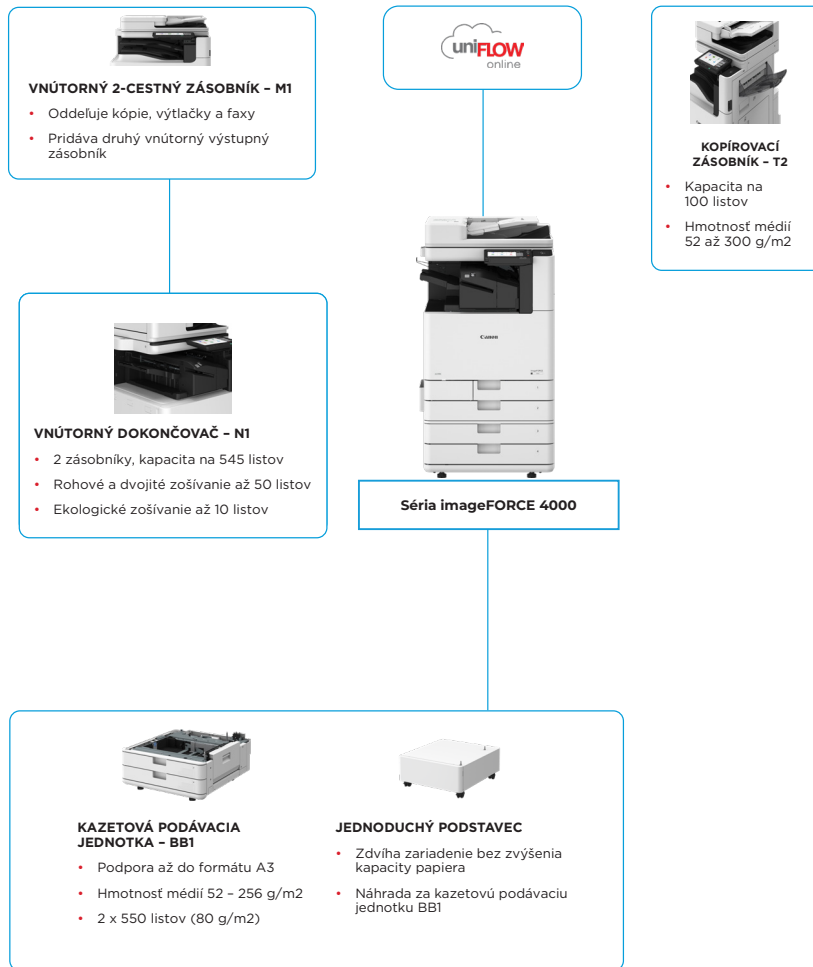 VNÚTORNÝ 2-CESTNÝ ZÁSOBNÍK – M1
• Oddeľuje kópie, výtlačky a faxy
• Pridáva druhý vnútorný výstupný
zásobník
uniFLOW
online
KOPÍROVACÍ
ZÁSOBNÍK – T2
• Kapacita na
100 listov
• Hmotnosť médií
52 až 300 g/m2
Canon
VNÚTORNÝ DOKONČOVAČ – N1
• 2 zásobníky, kapacita na 545 listov
• Rohové a dvojité zošívanie až 50 listov
• Ekologické zošívanie až 10 listov
Séria imageFORCE 4000
KAZETOVÁ PODÁVACIA
JEDNOTKA – BB1
• Podpora až do formátu A3
• Hmotnosť médií 52 – 256 g/m2
• 2 x 550 listov (80 g/m2)
JEDNODUCHÝ PODSTAVEC
• Zdvíha zariadenie bez zvýšenia
kapacity papiera
• Náhrada za kazetovú podávaciu
jednotku BB1